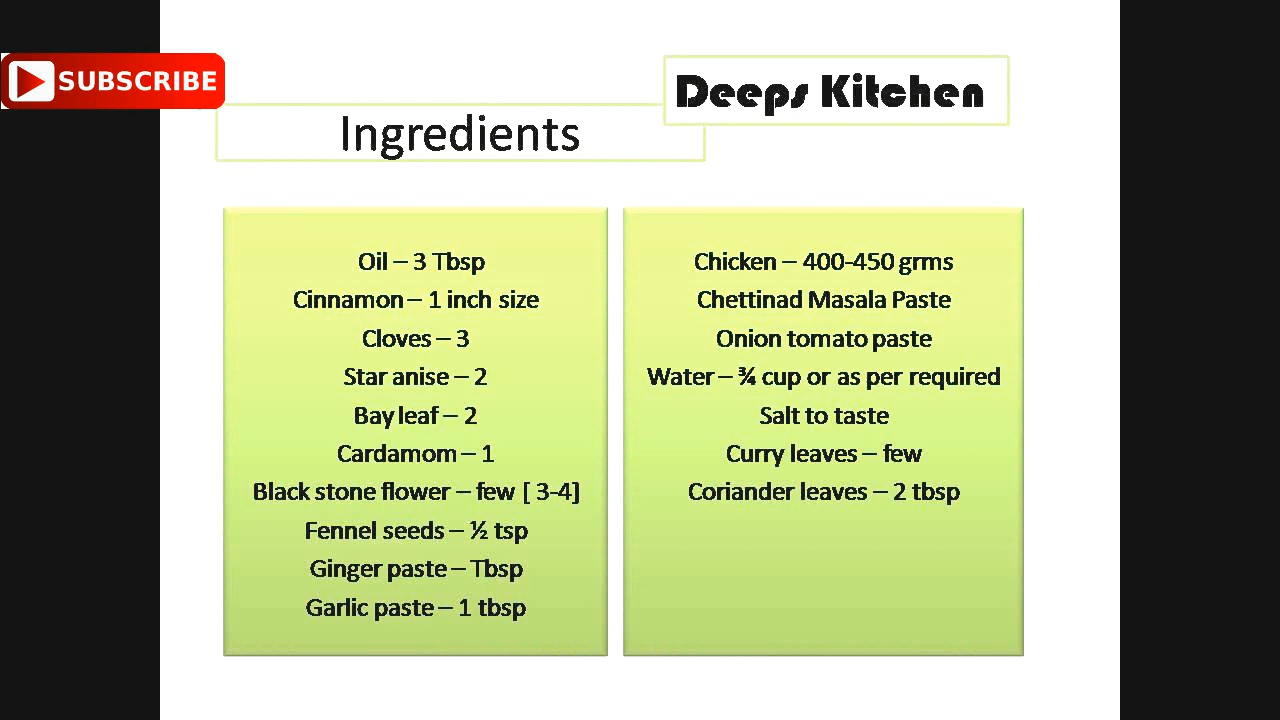 SUBSCRIBE
Deeps Kitchen
Ingredients
Oil – 3 Tbsp
Cinnamon – 1 inch size
Cloves – 3
Star anise – 2
Bay leaf – 2
Cardamom – 1
Black stone flower – few [ 3-4]
Fennel seeds – ½ tsp
Ginger paste – Tbsp
Garlic paste – 1 tbsp
Chicken – 400-450 grms
Chettinad Masala Paste
Onion tomato paste
Water – ¾ cup or as per required
Salt to taste
Curry leaves – few
Coriander leaves – 2 tbsp